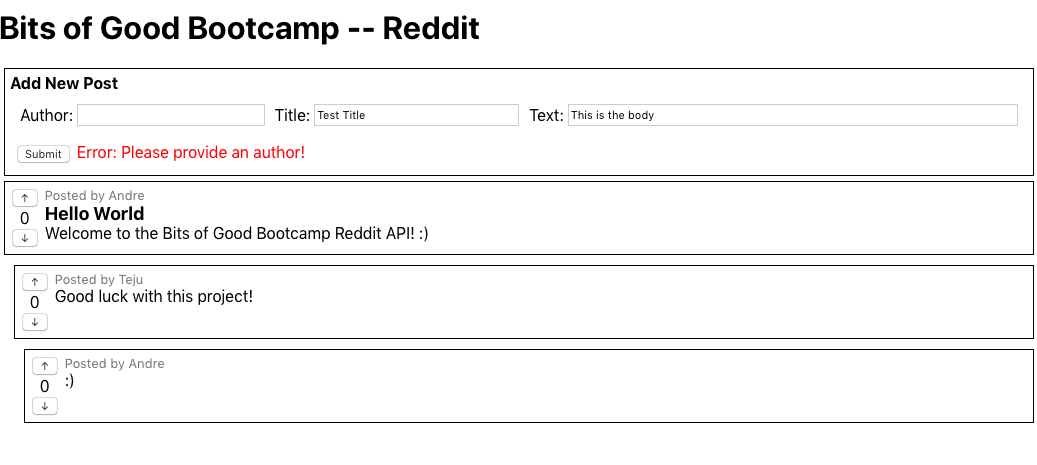 Bits of Good Bootcamp -- Reddit
Add New Post
Author: Title: Test Title Text: This is the body
Submit Error: Please provide an author!
↑ Posted by Andre
0 Hello World
↓ Welcome to the Bits of Good Bootcamp Reddit API! :)
↑ Posted by Teju
0 Good luck with this project!
↓
↑ Posted by Andre
0 :)
↓